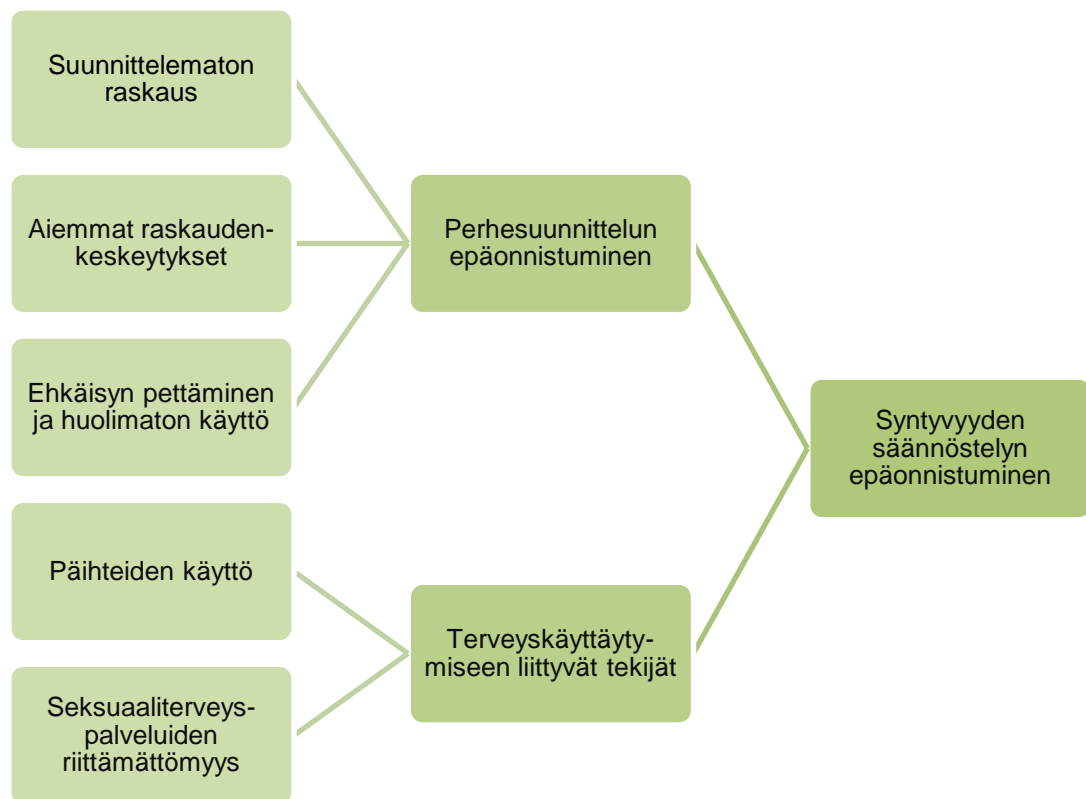 Suunnittelematon
raskaus
Aiemmat raskauden-
keskeytykset
Ehkäisyn pettäminen
ja huolimaton käyttö
Päihteiden käyttö
Seksuaaliterveys-
palveluiden
riittämättömyys
Perhesuunnittelun
epäonnistuminen
Terveyskäyttäyty-
miseen liittyvät tekijät
Syntyvyyden
säännöstelyn
epäonnistuminen